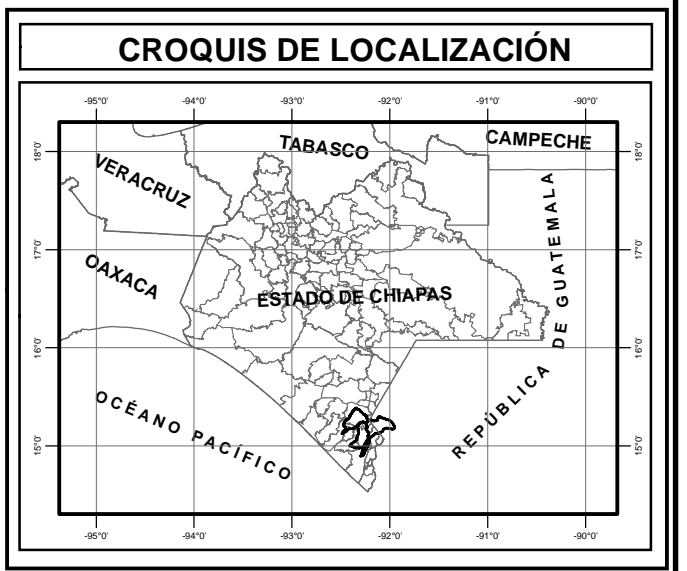 CROQUIS DE LOCALIZACIÓN
-95°0' -94°0' -93°0' -92°0' -91°0' -90°0'
18°0' 18°0'
TABASCO
CAMPECHE
VERACRUZ
17°0' 17°0'
OAXACA
ESTADO DE CHIAPAS
REPÚBLICA DE GUATEMALA
16°0' 16°0'
OCÉANO PACÍFICO
15°0' 15°0'
-95°0' -94°0' -93°0' -92°0' -91°0' -90°0'